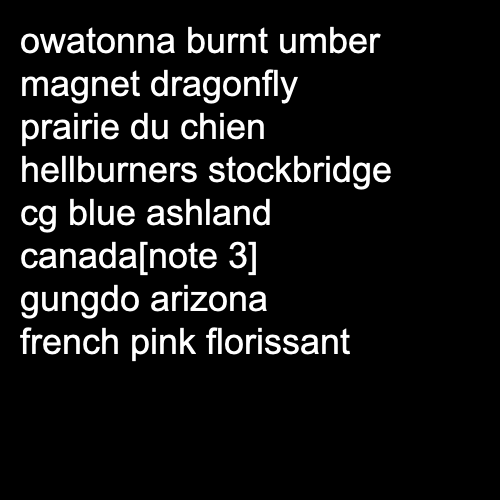 owatonna burnt umber
magnet dragonfly
prairie du chien
hellburners stockbridge
cg blue ashland
canada[note 3]
gungdo arizona
french pink florissant